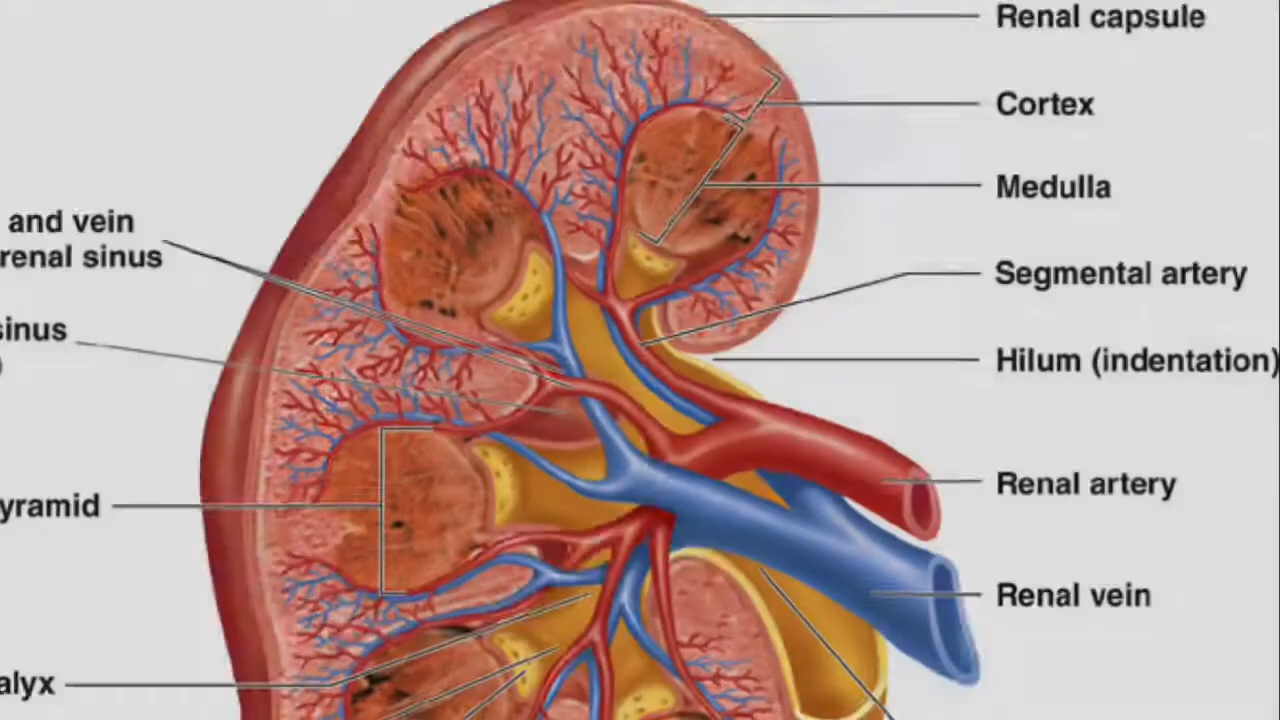 Renal capsule
Cortex
Medulla
and vein
renal sinus
Segmental artery
sinus
)
Hilum (indentation)
Renal artery
yramid
Renal vein
alyx